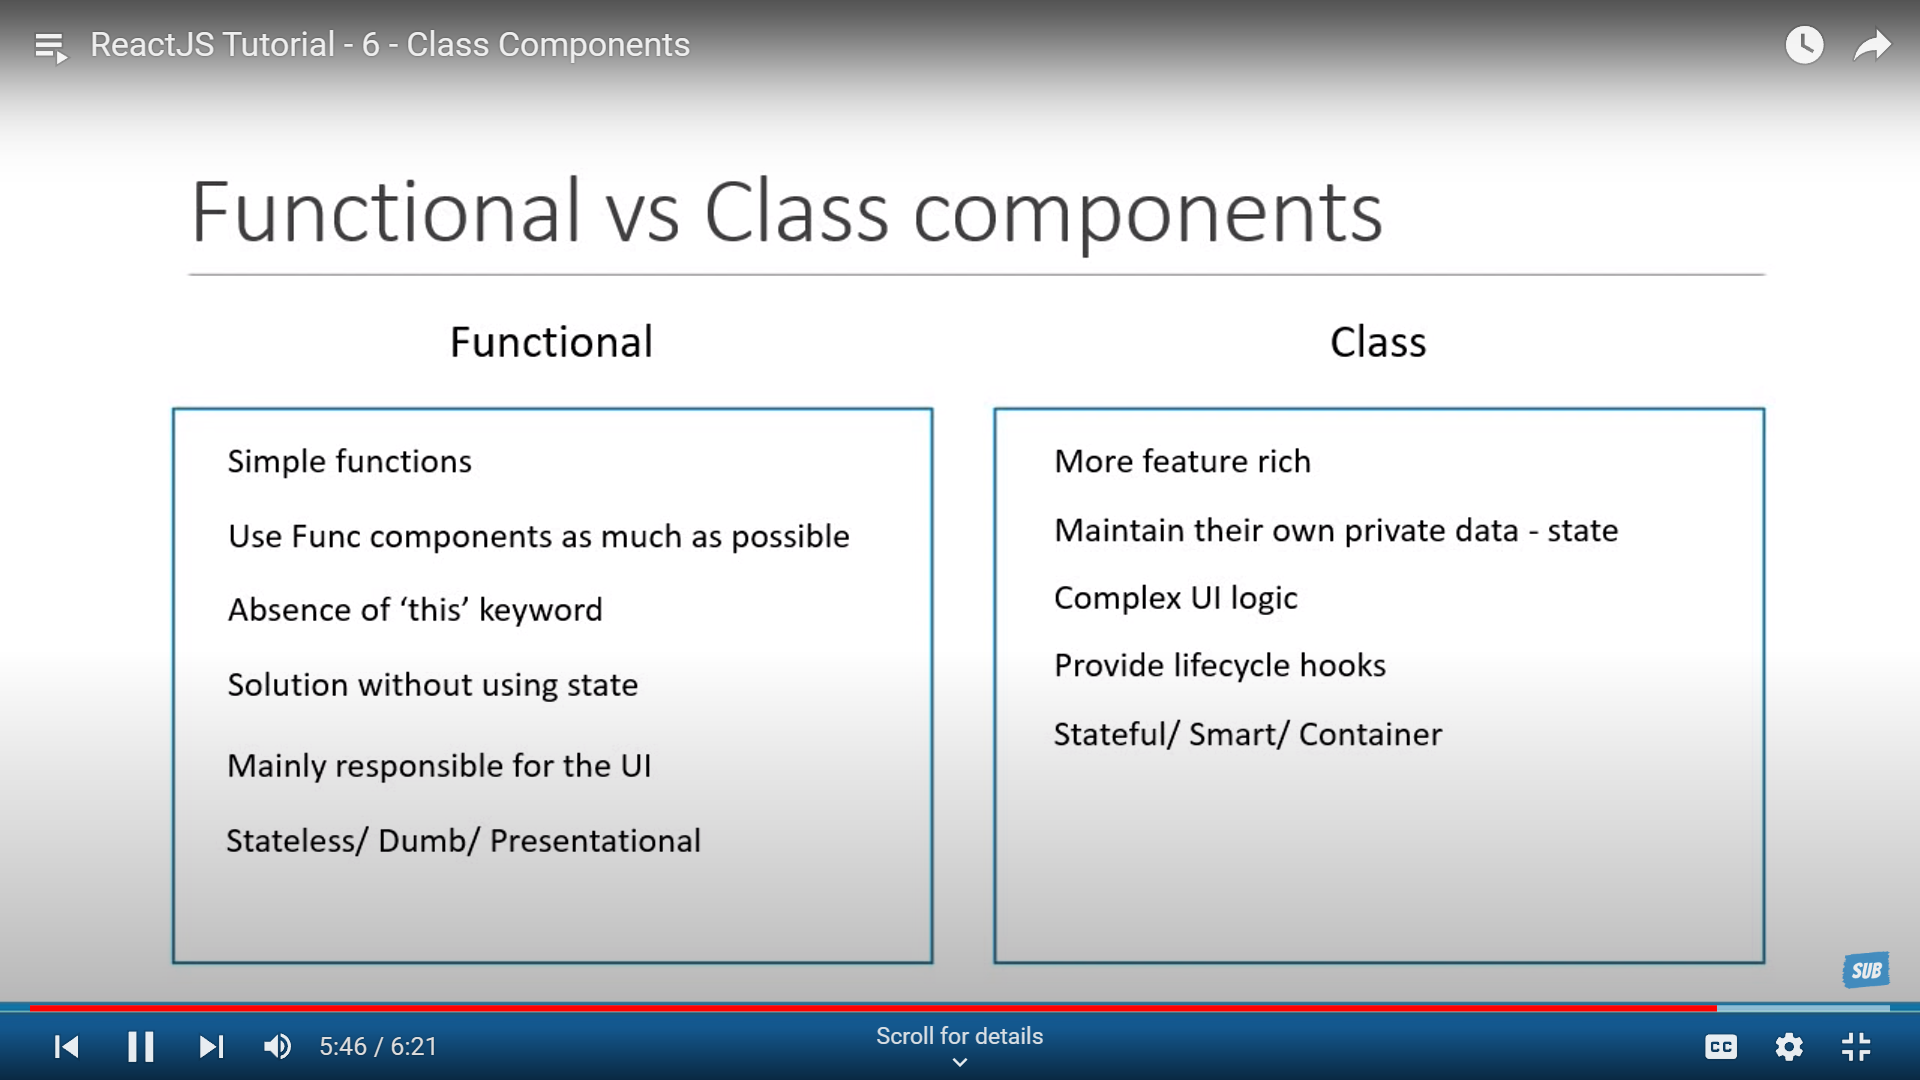 ReactJS Tutorial - 6 - Class Components
Functional vs Class components
Functional
Simple functions
Use Func components as much as possible
Absence of ‘this’ keyword
Solution without using state
Mainly responsible for the UI
Stateless/ Dumb/ Presentational
Class
More feature rich
Maintain their own private data - state
Complex UI logic
Provide lifecycle hooks
Stateful/ Smart/ Container
SUB
5:46 / 6:21
Scroll for details
CC